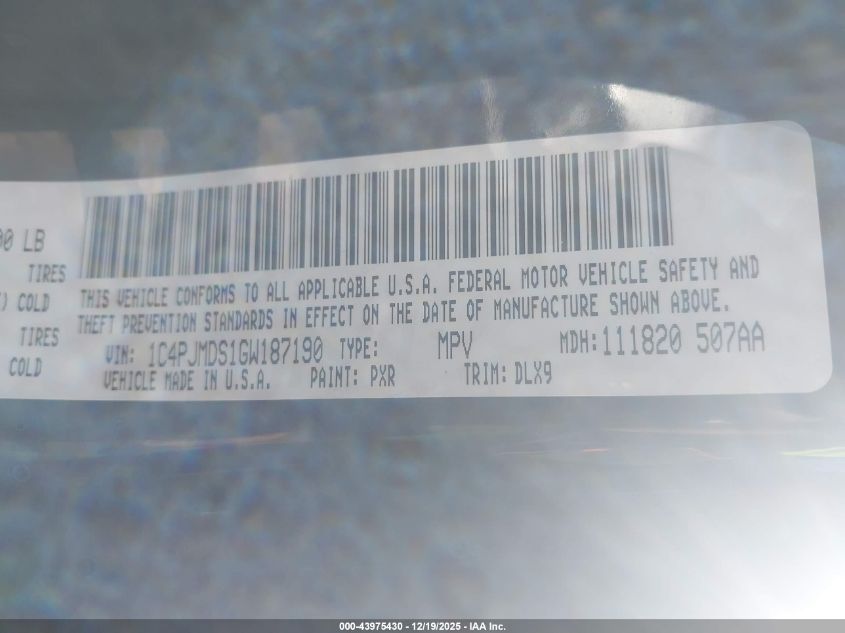 00 LB
TIRES
) COLD
TIRES
COLD
THIS VEHICLE CONFORMS TO ALL APPLICABLE U.S.A. FEDERAL MOTOR VEHICLE SAFETY AND
THEFT PREVENTION STANDARDS IN EFFECT ON THE DATE OF MANUFACTURE SHOWN ABOVE.
VIN: 1C4PJMDS1GW187190 TYPE: MPV MDH: 111820 507AA
VEHICLE MADE IN U.S.A. PAINT: PXR TRIM: DLX9
000-43975430 - 12/19/2025 - IAA Inc.